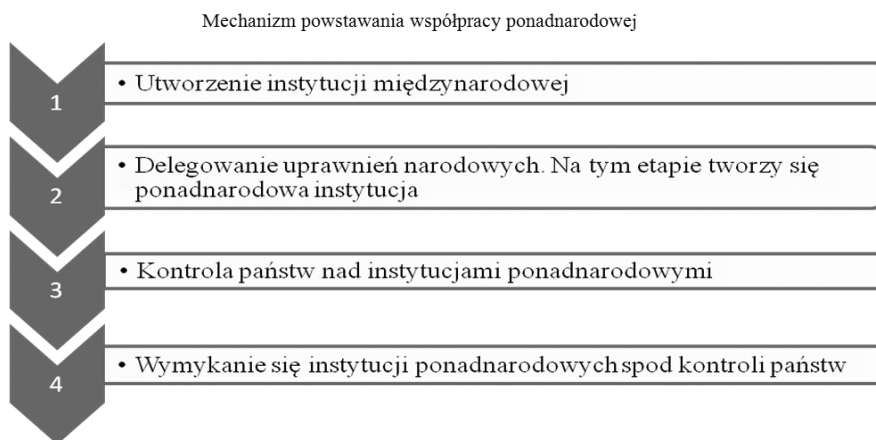 Mechanizm powstawania współpracy ponadnarodowej
1
• Utworzenie instytucji międzynarodowej
2
• Delegowanie uprawnień narodowych. Na tym etapie tworzy się
ponadnarodowa instytucja
3
• Kontrola państw nad instytucjami ponadnarodowymi
4
• Wymykanie się instytucji ponadnarodowych spod kontroli państw